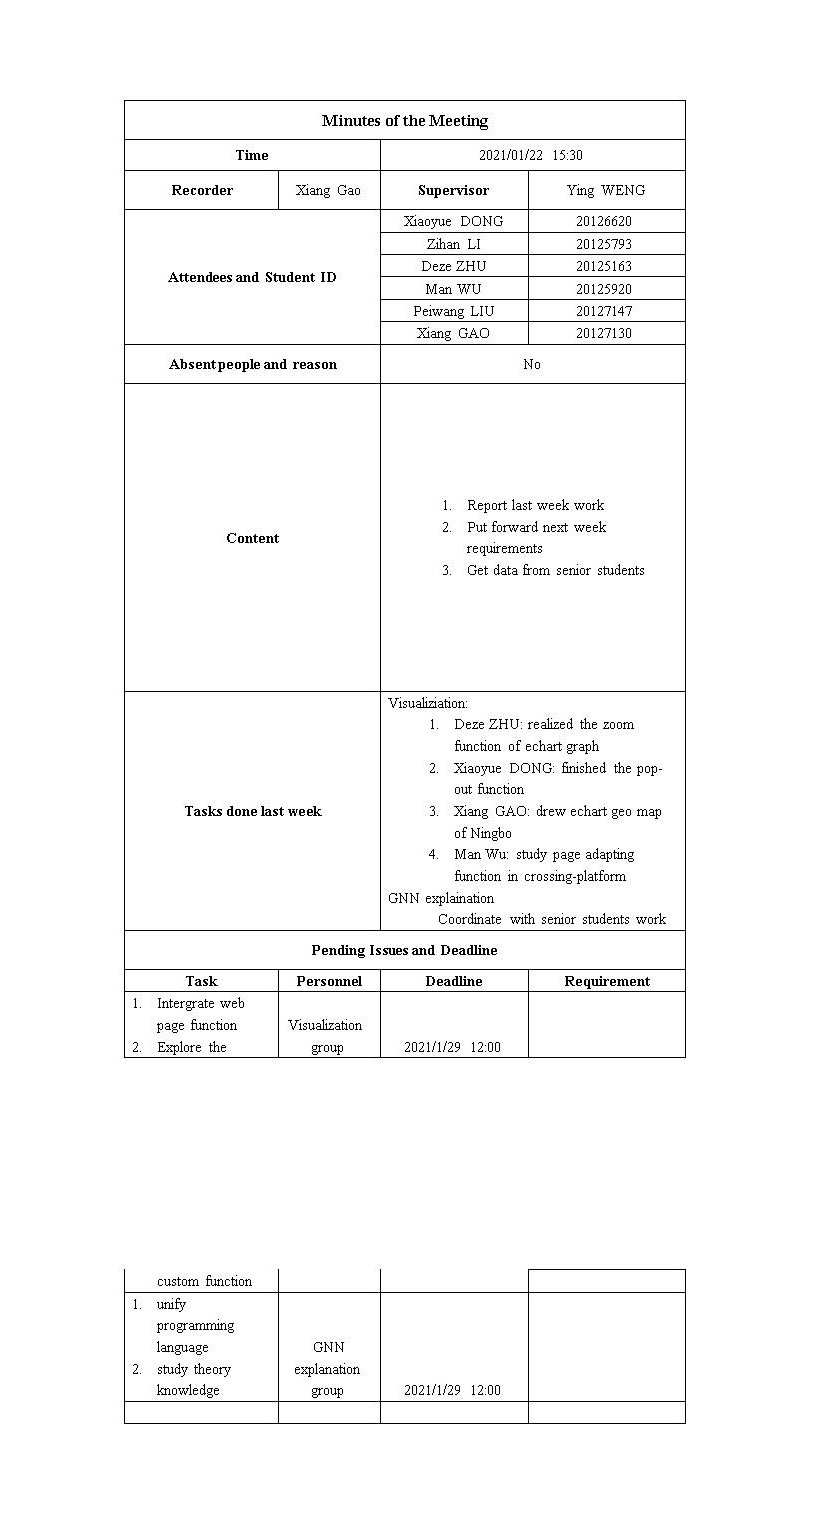 Minutes of the Meeting
Time 2021/01/22 15:30
Recorder Xiang Gao Supervisor Ying WENG
Attendees and Student ID
Xiaoyue DONG 20126620
Zihan LI 20125793
Deze ZHU 20125163
Man WU 20125920
Peiwang LIU 20127147
Xiang GAO 20127130
Absent people and reason No
Content
1. Report last week work
2. Put forward next week
requirements
3. Get data from senior students
Tasks done last week
Visualiziation:
1. Deze ZHU: realized the zoom
function of echart graph
2. Xiaoyue DONG: finished the pop-
out function
3. Xiang GAO: drew echart geo map
of Ningbo
4. Man Wu: study page adapting
function in crossing-platform
GNN explaination
Coordinate with senior students work
Pending Issues and Deadline
Task Personnel Deadline Requirement
1. Intergrate web
page function
2. Explore the
Visualization
group
2021/1/29 12:00
custom function
1. unify
programming
language
2. study theory
knowledge
GNN
explanation
group
2021/1/29 12:00